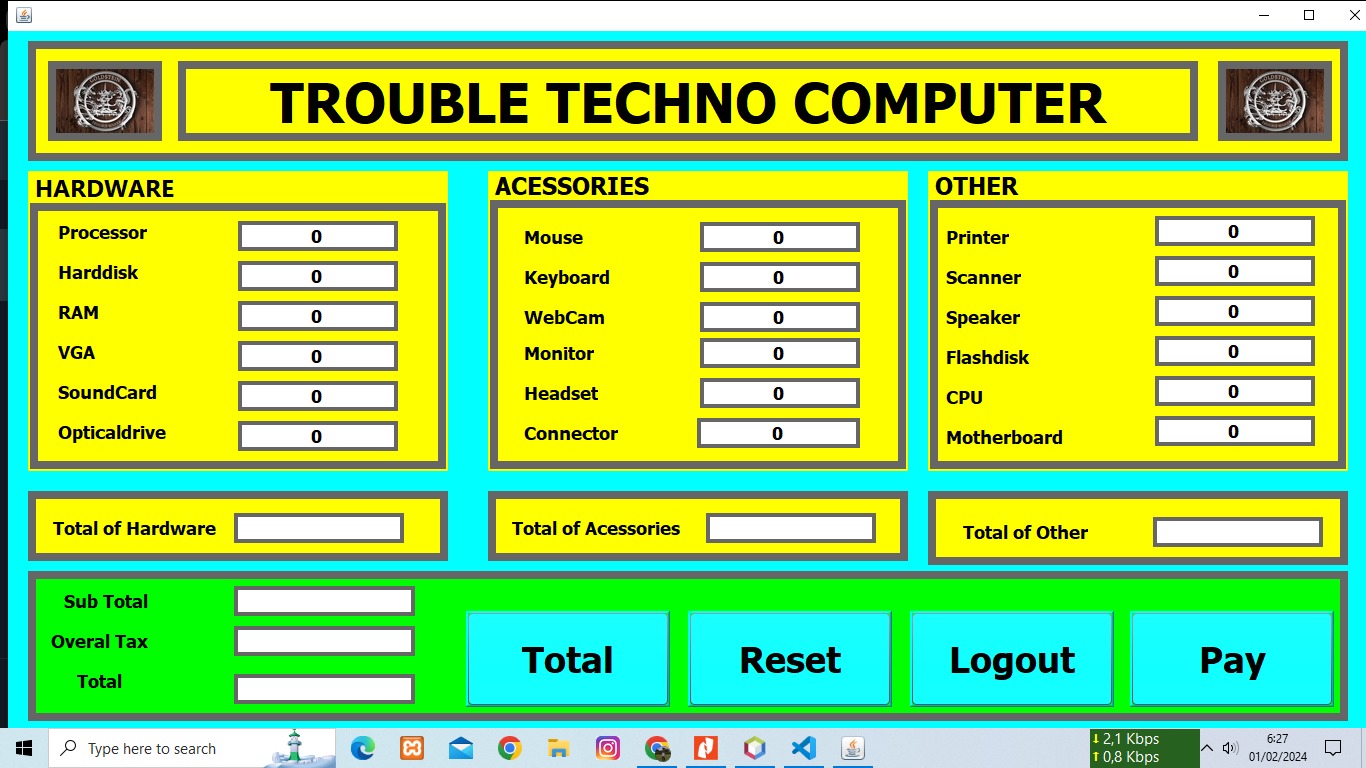 TROUBLE TECHNO COMPUTER
GOLDSTEIN
GOLDSTEIN
HARDWARE
Processor 0
Harddisk 0
RAM 0
VGA 0
SoundCard 0
Opticaldrive 0
ACESSORIES
Mouse 0
Keyboard 0
WebCam 0
Monitor 0
Headset 0
Connector 0
OTHER
Printer 0
Scanner 0
Speaker 0
Flashdisk 0
CPU 0
Motherboard 0
Total of Hardware
Total of Acessories
Total of Other
Sub Total
Overal Tax
Total
Total
Reset
Logout
Pay
Type here to search
2,1 Kbps
0,8 Kbps
6:27
01/02/2024